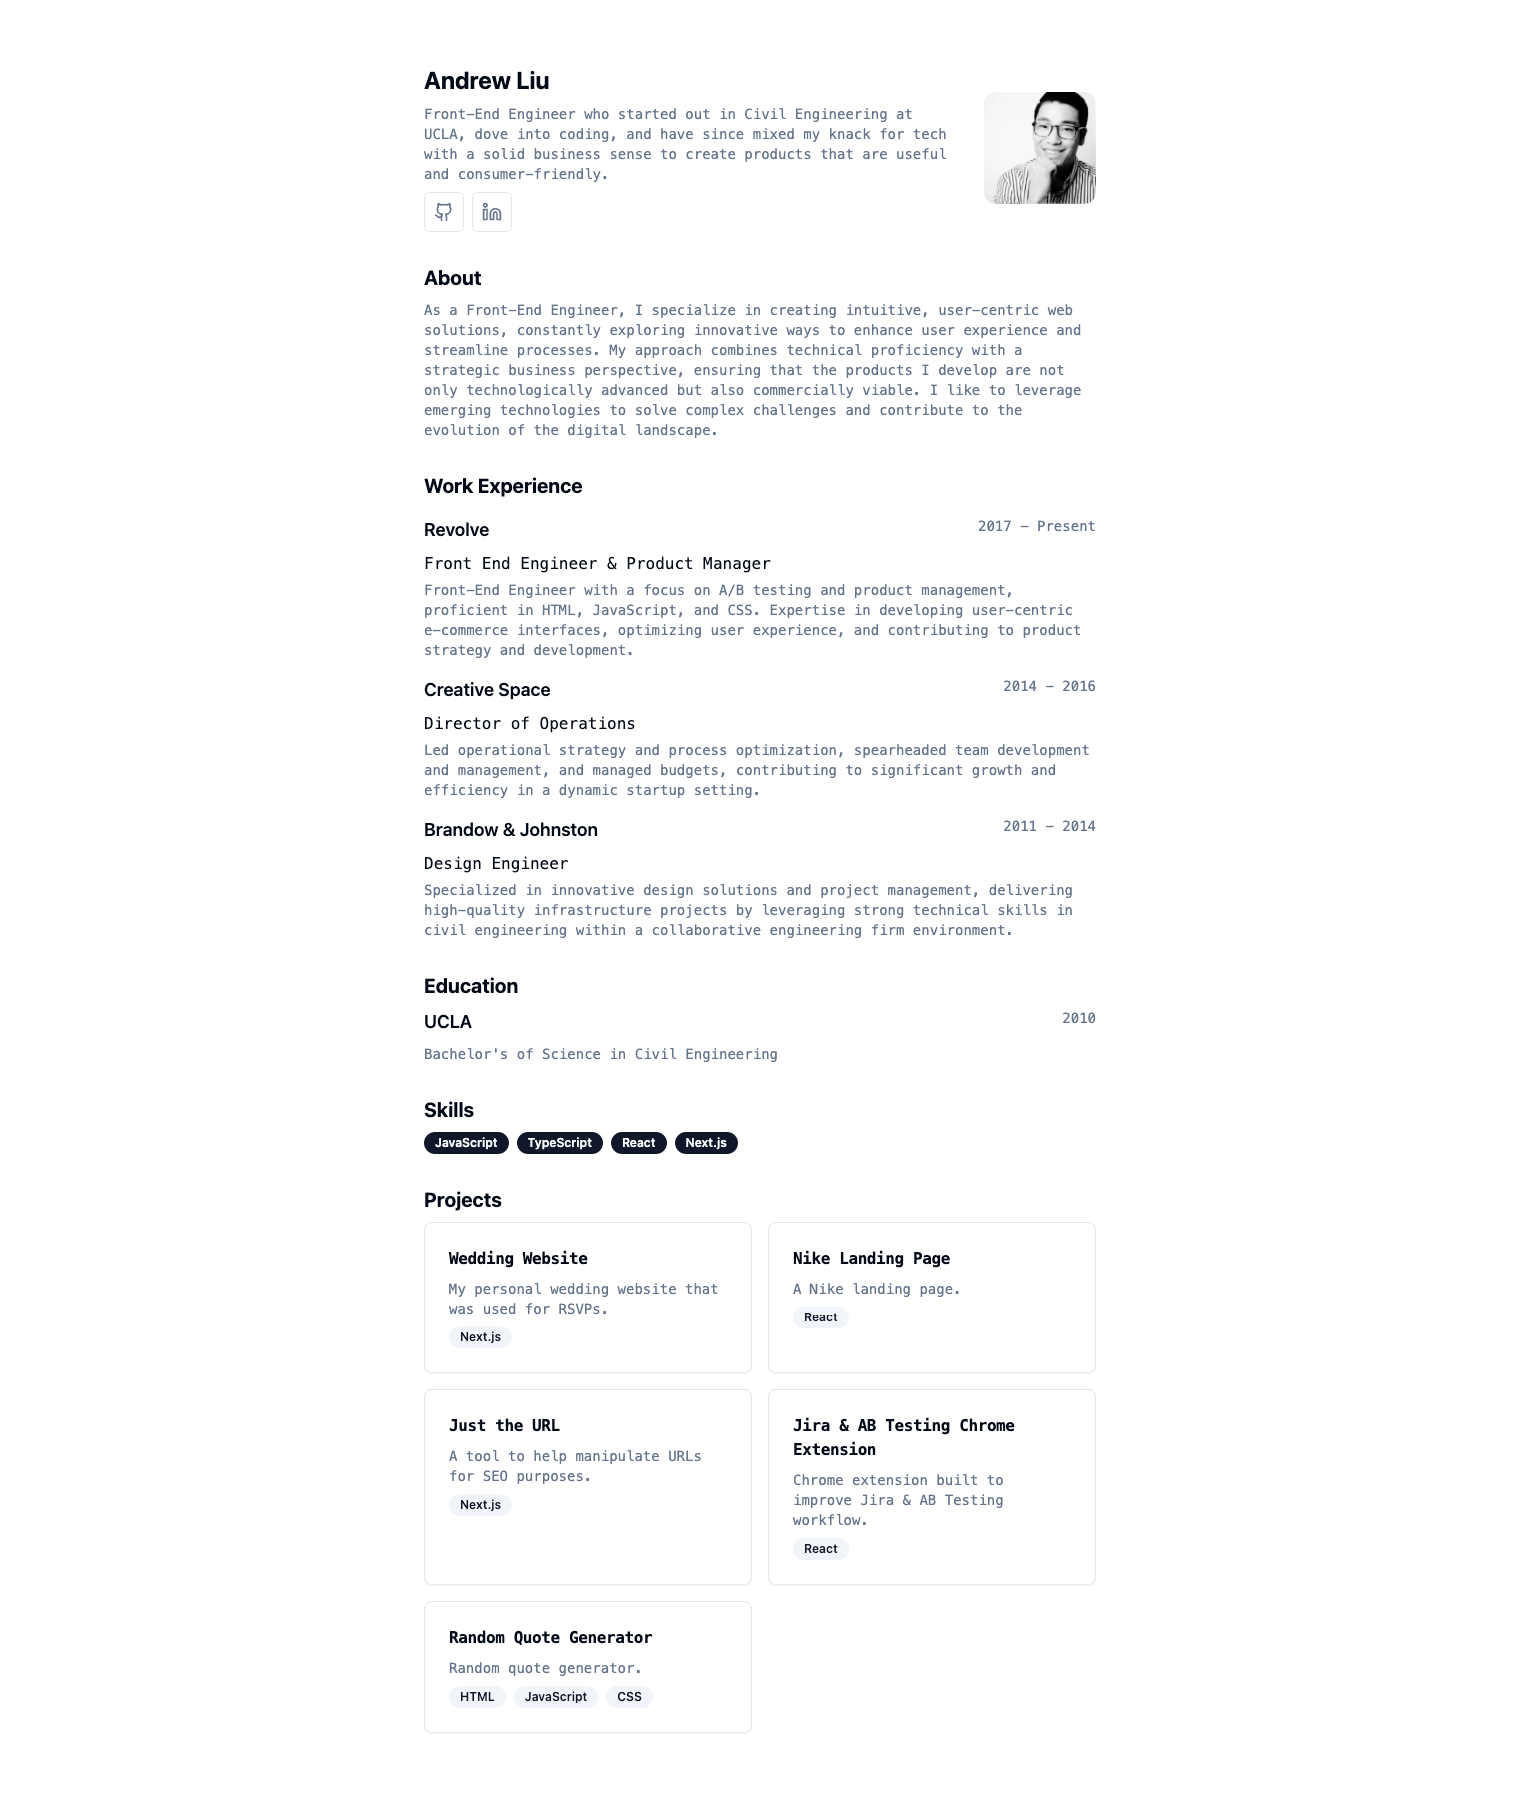 Andrew Liu
Front-End Engineer who started out in Civil Engineering at
UCLA, dove into coding, and have since mixed my knack for tech
with a solid business sense to create products that are useful
and consumer-friendly.
About
As a Front-End Engineer, I specialize in creating intuitive, user-centric web
solutions, constantly exploring innovative ways to enhance user experience and
streamline processes. My approach combines technical proficiency with a
strategic business perspective, ensuring that the products I develop are not
only technologically advanced but also commercially viable. I like to leverage
emerging technologies to solve complex challenges and contribute to the
evolution of the digital landscape.
Work Experience
Revolve 2017 - Present
Front End Engineer & Product Manager
Front-End Engineer with a focus on A/B testing and product management,
proficient in HTML, JavaScript, and CSS. Expertise in developing user-centric
e-commerce interfaces, optimizing user experience, and contributing to product
strategy and development.
Creative Space 2014 - 2016
Director of Operations
Led operational strategy and process optimization, spearheaded team development
and management, and managed budgets, contributing to significant growth and
efficiency in a dynamic startup setting.
Brandow & Johnston 2011 - 2014
Design Engineer
Specialized in innovative design solutions and project management, delivering
high-quality infrastructure projects by leveraging strong technical skills in
civil engineering within a collaborative engineering firm environment.
Education
UCLA 2010
Bachelor's of Science in Civil Engineering
Skills
JavaScript TypeScript React Next.js
Projects
Wedding Website
My personal wedding website that
was used for RSVPs.
Next.js
Nike Landing Page
A Nike landing page.
React
Just the URL
A tool to help manipulate URLs
for SEO purposes.
Next.js
Jira & AB Testing Chrome
Extension
Chrome extension built to
improve Jira & AB Testing
workflow.
React
Random Quote Generator
Random quote generator.
HTML JavaScript CSS